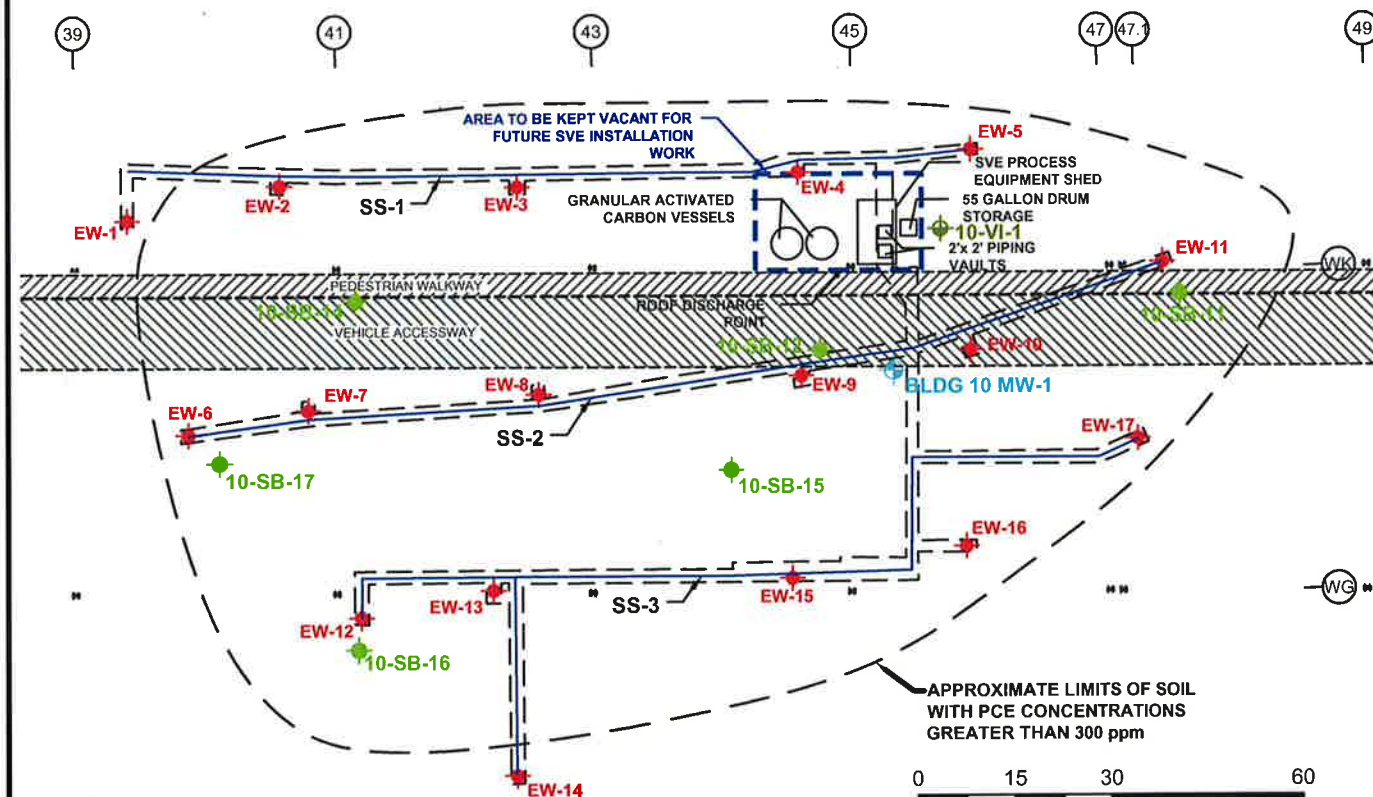 39
41
43
45
47
47.1
49
AREA TO BE KEPT VACANT FOR
FUTURE SVE INSTALLATION
WORK
EW-5
SVE PROCESS
EQUIPMENT SHED
EW-4
EW-2
SS-1
EW-3
GRANULAR ACTIVATED
CARBON VESSELS
55 GALLON DRUM
STORAGE
EW-1
10-VI-1
2'x 2' PIPING
VAULTS
EW-11
WK
PEDESTRIAN WALKWAY
10-SB-14
ROOF DISCHARGE
POINT
10-SB-11
VEHICLE ACCESSWAY
10-SB-12
EW-10
EW-8
EW-9
BLDG 10 MW-1
EW-7
EW-6
SS-2
EW-17
10-SB-17
10-SB-15
EW-16
EW-13
SS-3
EW-15
WG
EW-12
10-SB-16
APPROXIMATE LIMITS OF SOIL
WITH PCE CONCENTRATIONS
GREATER THAN 300 ppm
EW-14
0 15 30 60